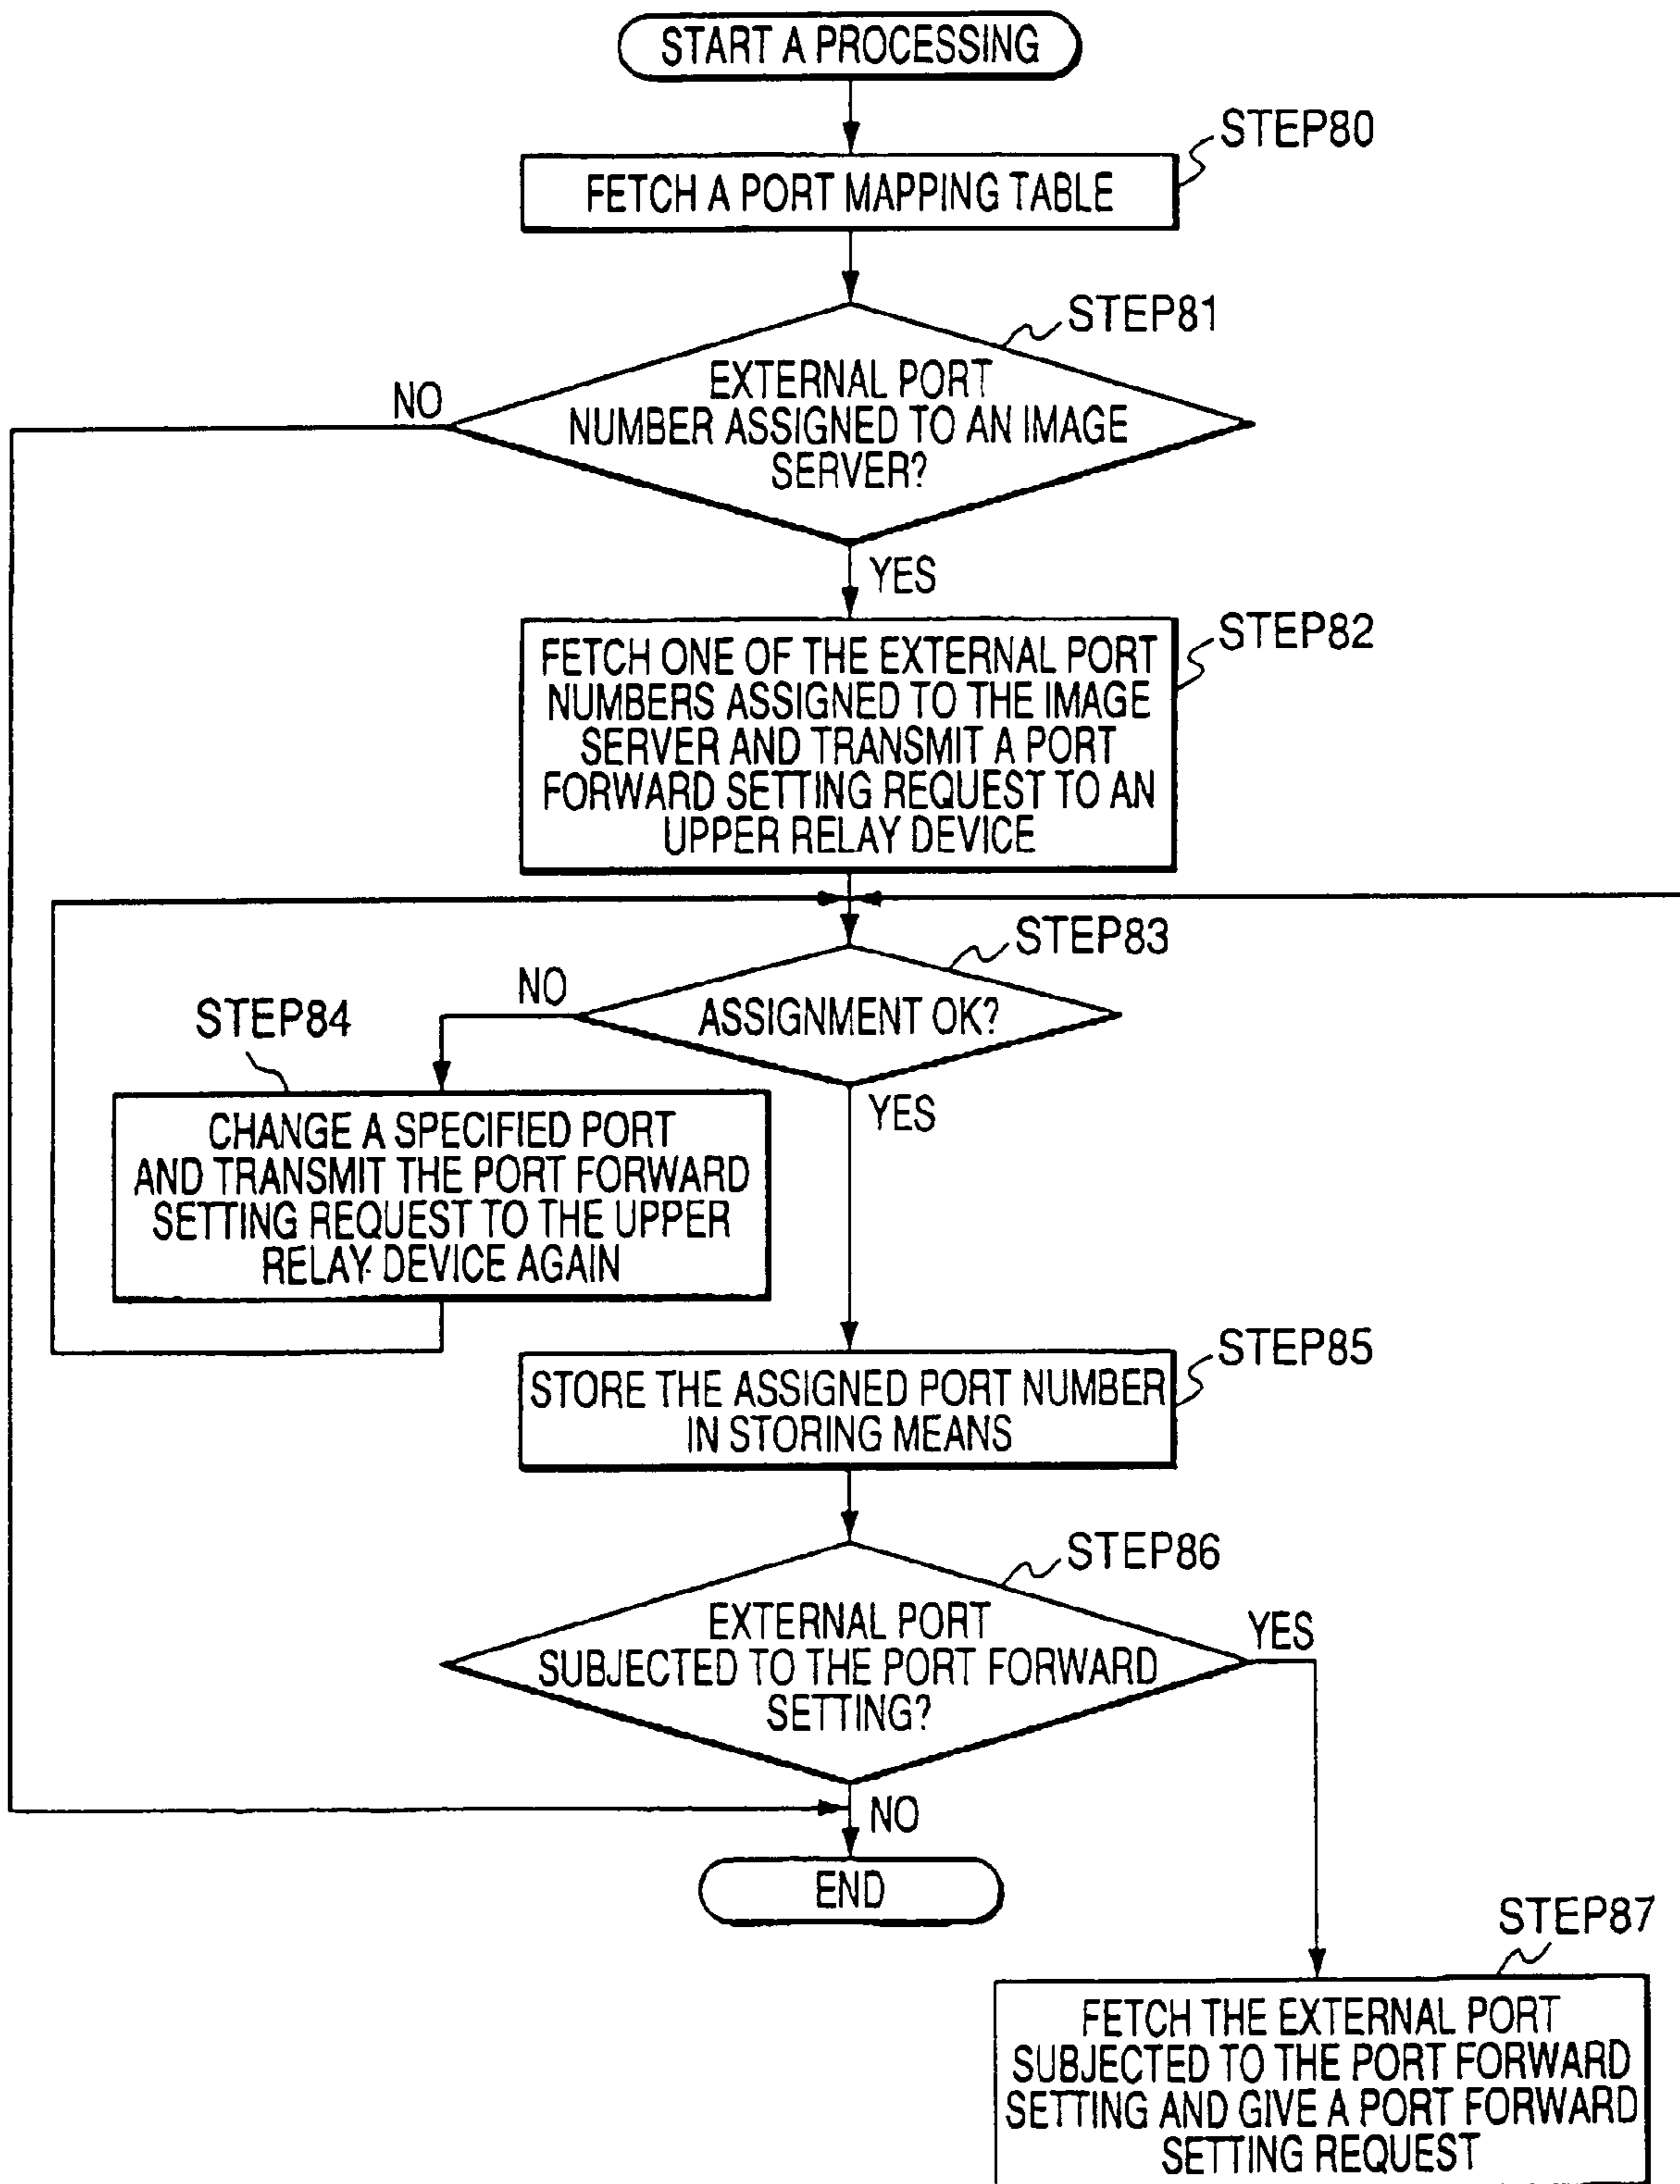 START A PROCESSING
STEP80
FETCH A PORT MAPPING TABLE
STEP81
EXTERNAL PORT
NUMBER ASSIGNED TO AN IMAGE
SERVER?
NO
YES
STEP82
FETCH ONE OF THE EXTERNAL PORT
NUMBERS ASSIGNED TO THE IMAGE
SERVER AND TRANSMIT A PORT
FORWARD SETTING REQUEST TO AN
UPPER RELAY DEVICE
STEP83
ASSIGNMENT OK?
NO
YES
STEP84
CHANGE A SPECIFIED PORT
AND TRANSMIT THE PORT FORWARD
SETTING REQUEST TO THE UPPER
RELAY DEVICE AGAIN
STEP85
STORE THE ASSIGNED PORT NUMBER
IN STORING MEANS
STEP86
EXTERNAL PORT
SUBJECTED TO THE PORT FORWARD
SETTING?
YES
NO
END
STEP87
FETCH THE EXTERNAL PORT
SUBJECTED TO THE PORT FORWARD
SETTING AND GIVE A PORT FORWARD
SETTING REQUEST